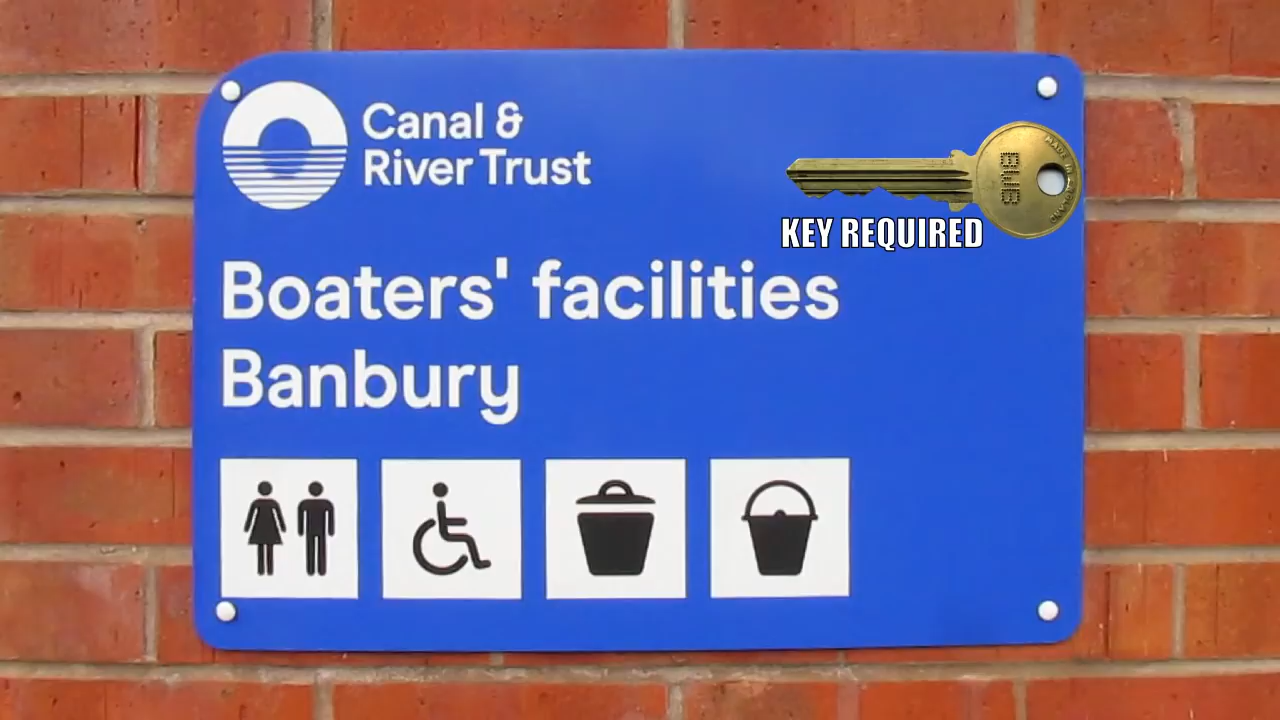 Canal &
River Trust
KEY REQUIRED
Boaters' facilities
Banbury